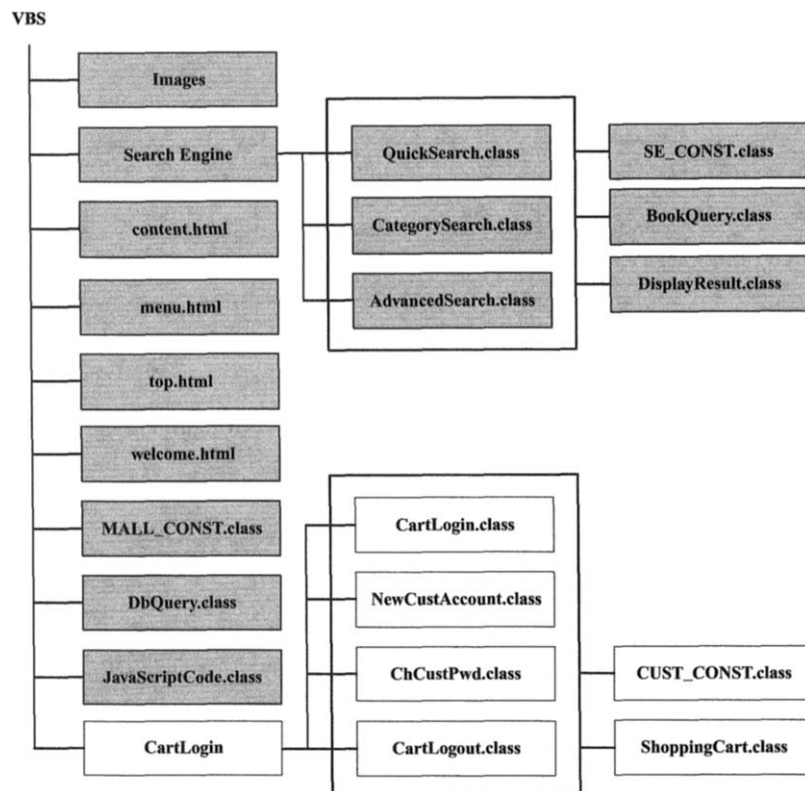 VBS
Images
Search Engine
QuickSearch.class
SE_CONST.class
content.html
CategorySearch.class
BookQuery.class
menu.html
AdvancedSearch.class
DisplayResult.class
top.html
welcome.html
MALL_CONST.class
CartLogin.class
DbQuery.class
NewCustAccount.class
JavaScriptCode.class
ChCustPwd.class
CUST_CONST.class
CartLogin
CartLogout.class
ShoppingCart.class